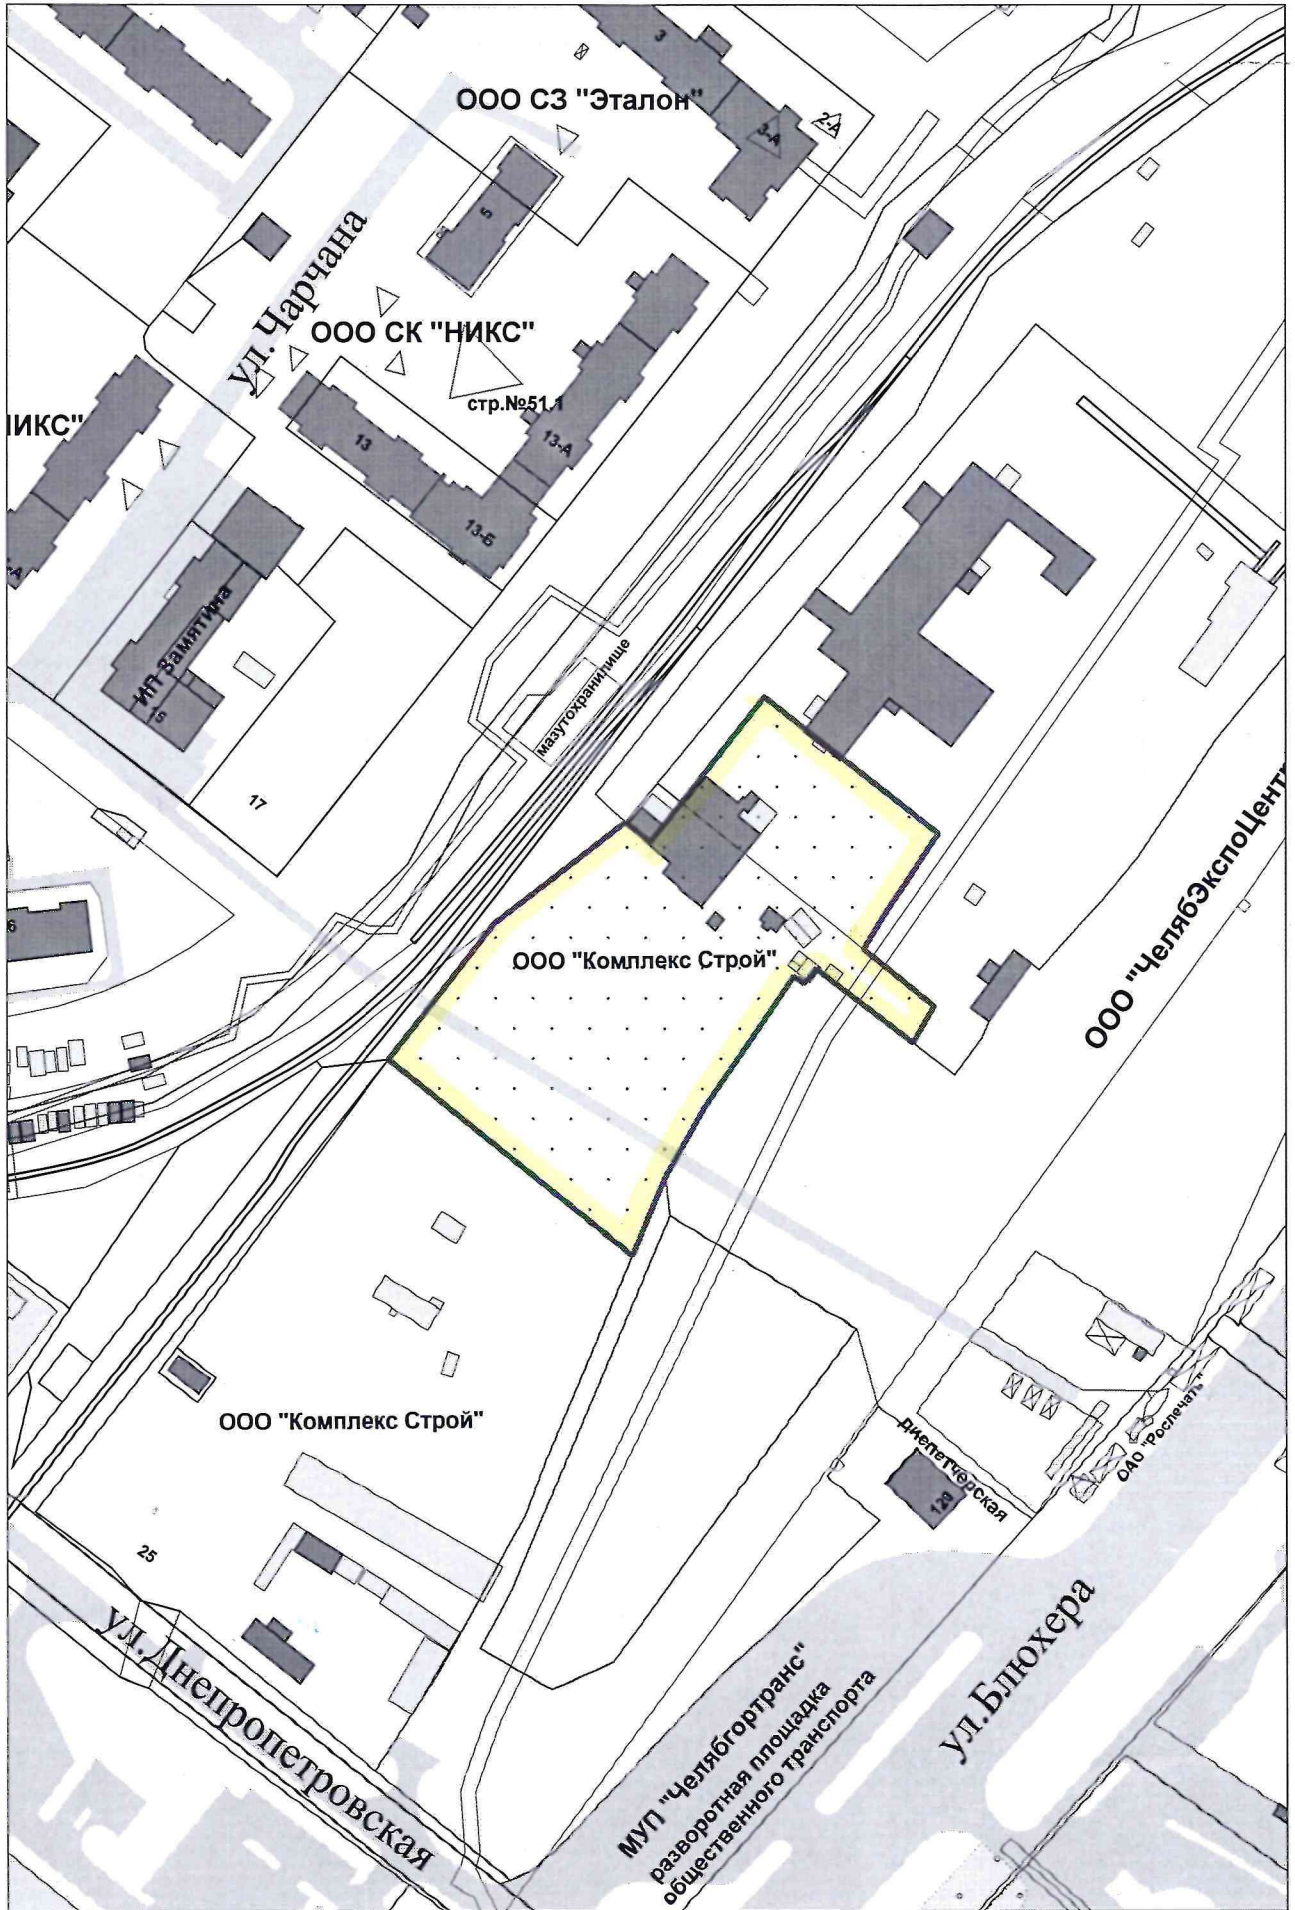 3
ООО СЗ "Эталон"
3-А
2-А
5
ул. Чарчана
ООО СК "НИКС"
стр.№51,1
ИКС"
13
13-А
13-Б
-А
ИП Замятина
15
мазутохранилище
17
ООО "ЧелябЭкспоЦент
6
ООО "Комплекс Строй"
ООО "Комплекс Строй"
диспетчерская
120
ОАО "Роспечать"
25
ул.Днепропетровская
ул.Блюхера
МУП "Челябгортранс"
разворотная площадка
общественного транспорта